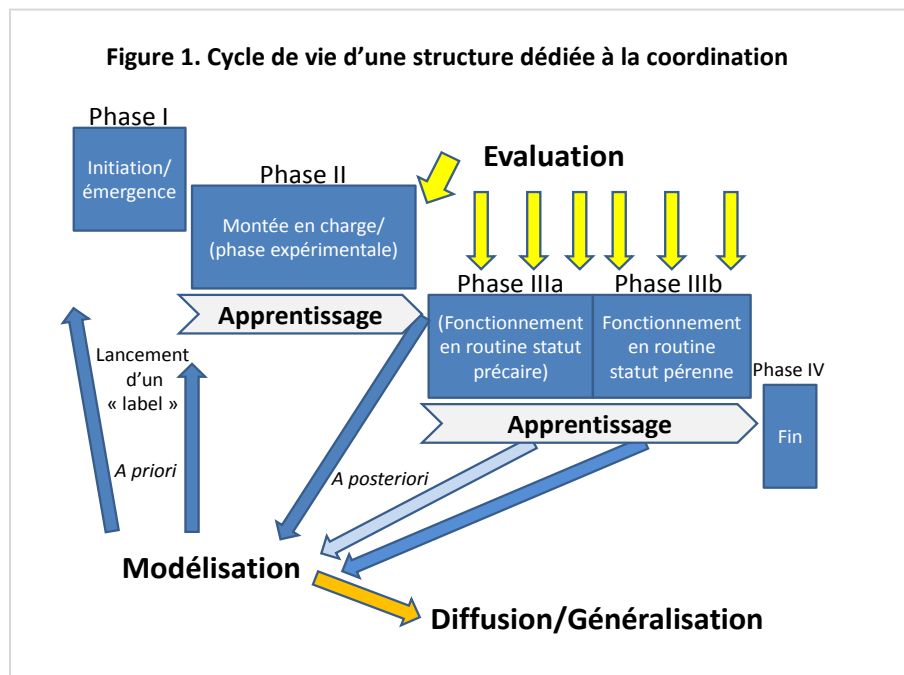 Figure 1. Cycle de vie d’une structure dédiée à la coordination
Phase I
Initiation/
émergence
Phase II
Montée en charge/
(phase expérimentale)
Evaluation
Apprentissage
Phase IIIa
(Fonctionnement
en routine statut
précaire)
Phase IIIb
Fonctionnement
en routine
statut pérenne
Phase IV
Fin
Apprentissage
Lancement
d’un
« label »
A priori
A posteriori
Modélisation
Diffusion/Généralisation